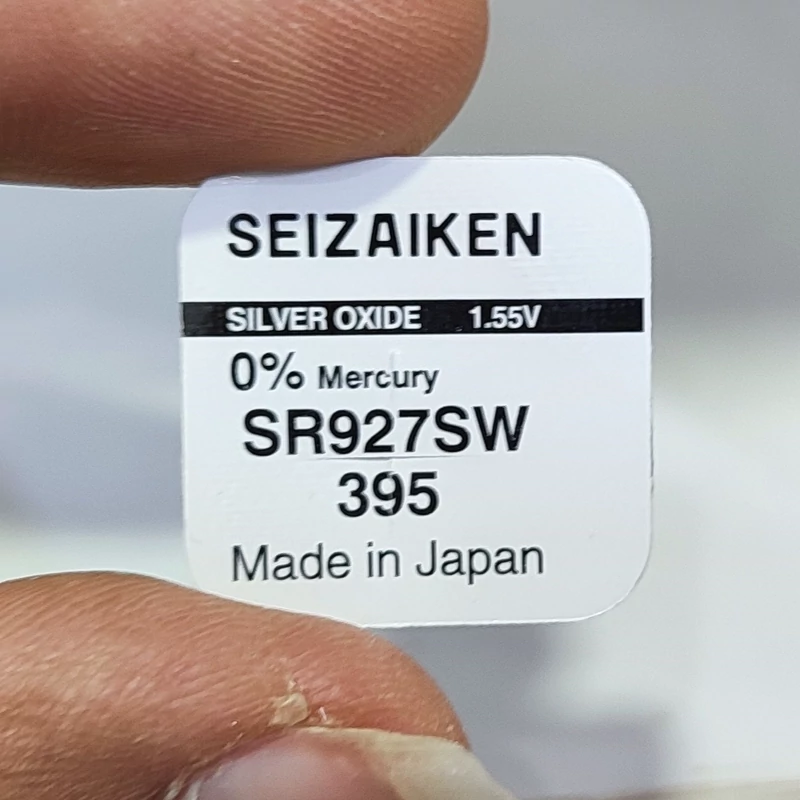 SEIZAIKEN
SILVER OXIDE 1.55V
0% Mercury
SR927SW
395
Made in Japan